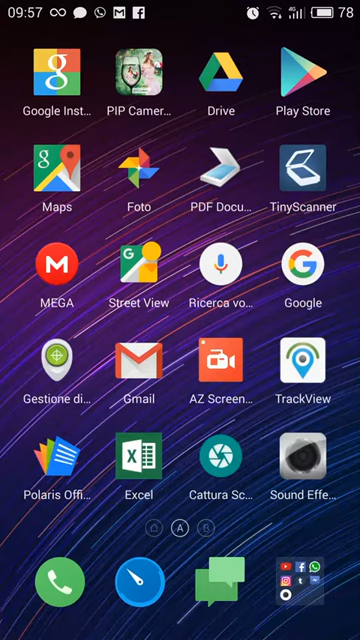 09:57 78
Google Inst... PIP Camer... Drive Play Store
Maps Foto PDF Docu... TinyScanner
MEGA Street View Ricerca vo... Google
Gestione di... Gmail AZ Screen... TrackView
Polaris Offi... Excel Cattura Sc... Sound Effe...
A B